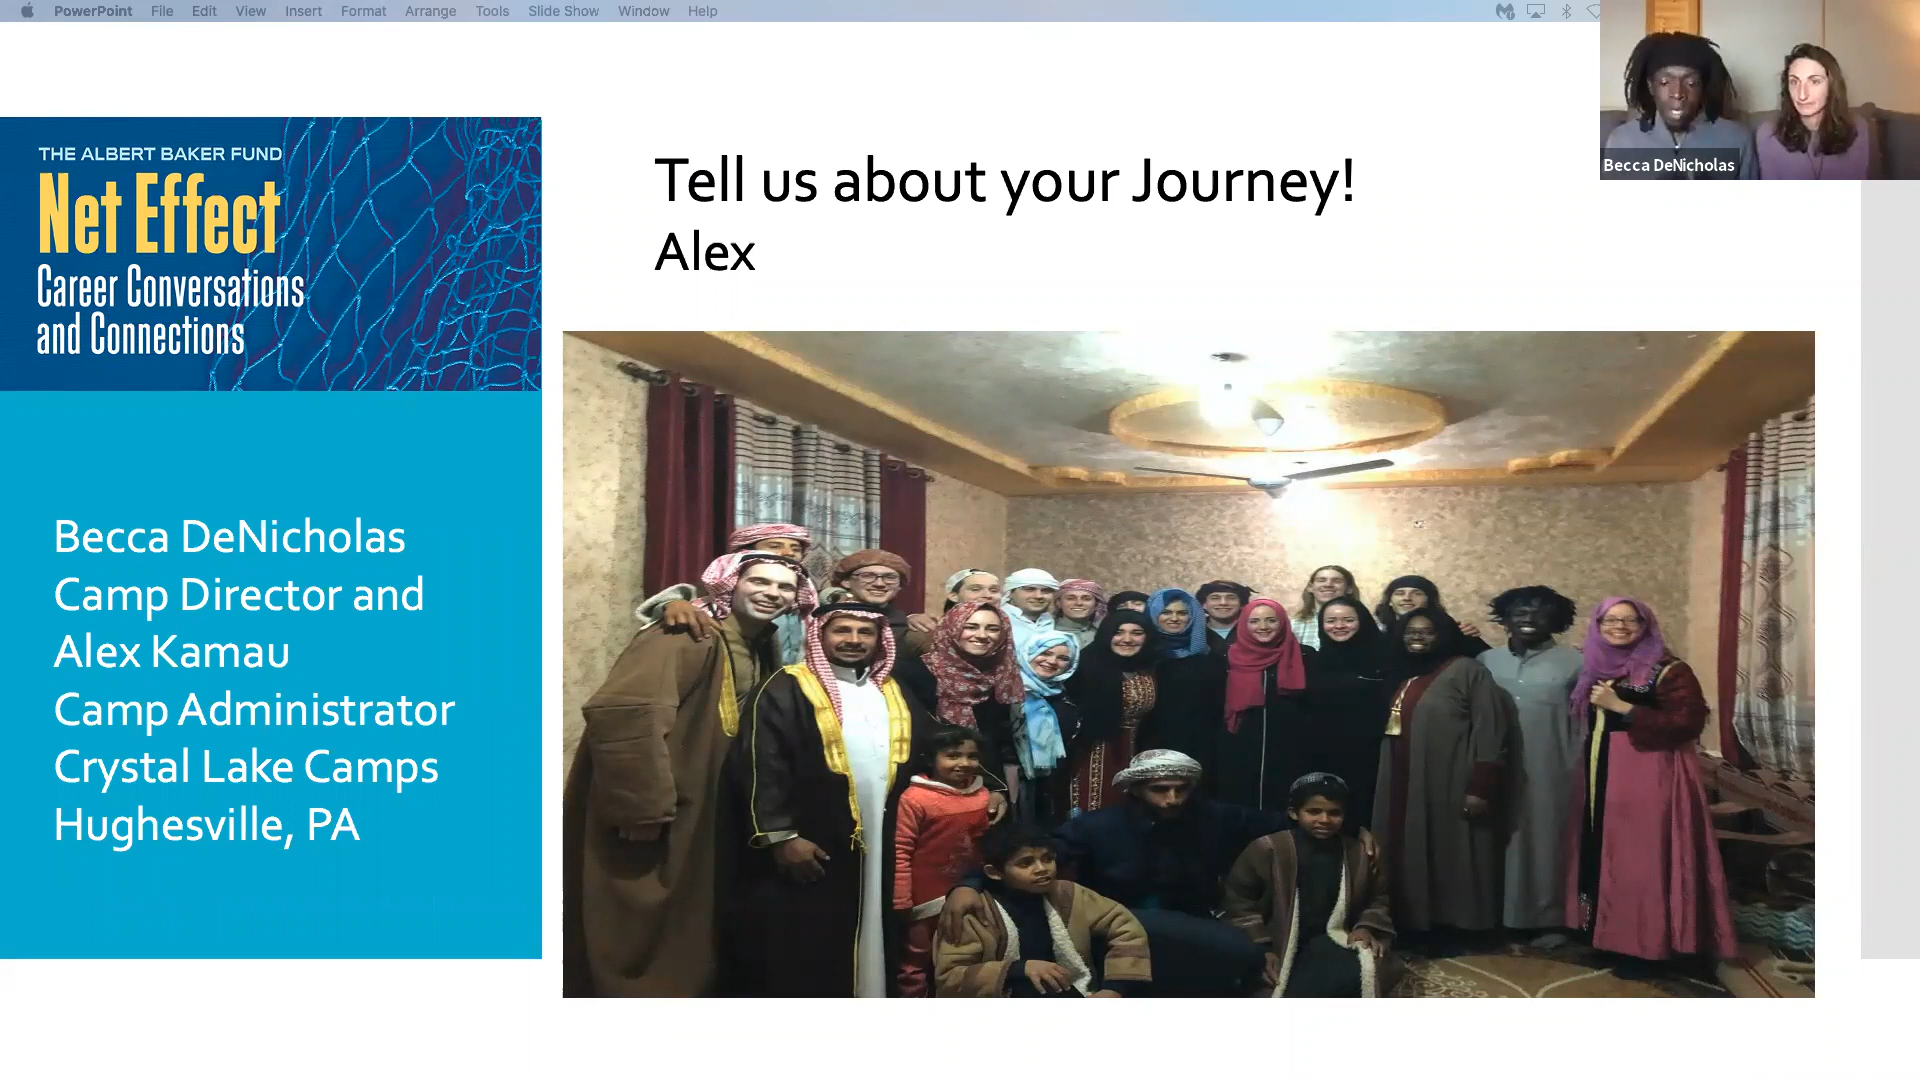 PowerPoint File Edit View Insert Format Arrange Tools Slide Show Window Help
Becca DeNicholas
THE ALBERT BAKER FUND
Net Effect
Career Conversations
and Connections
Tell us about your Journey!
Alex
Becca DeNicholas
Camp Director and
Alex Kamau
Camp Administrator
Crystal Lake Camps
Hughesville, PA